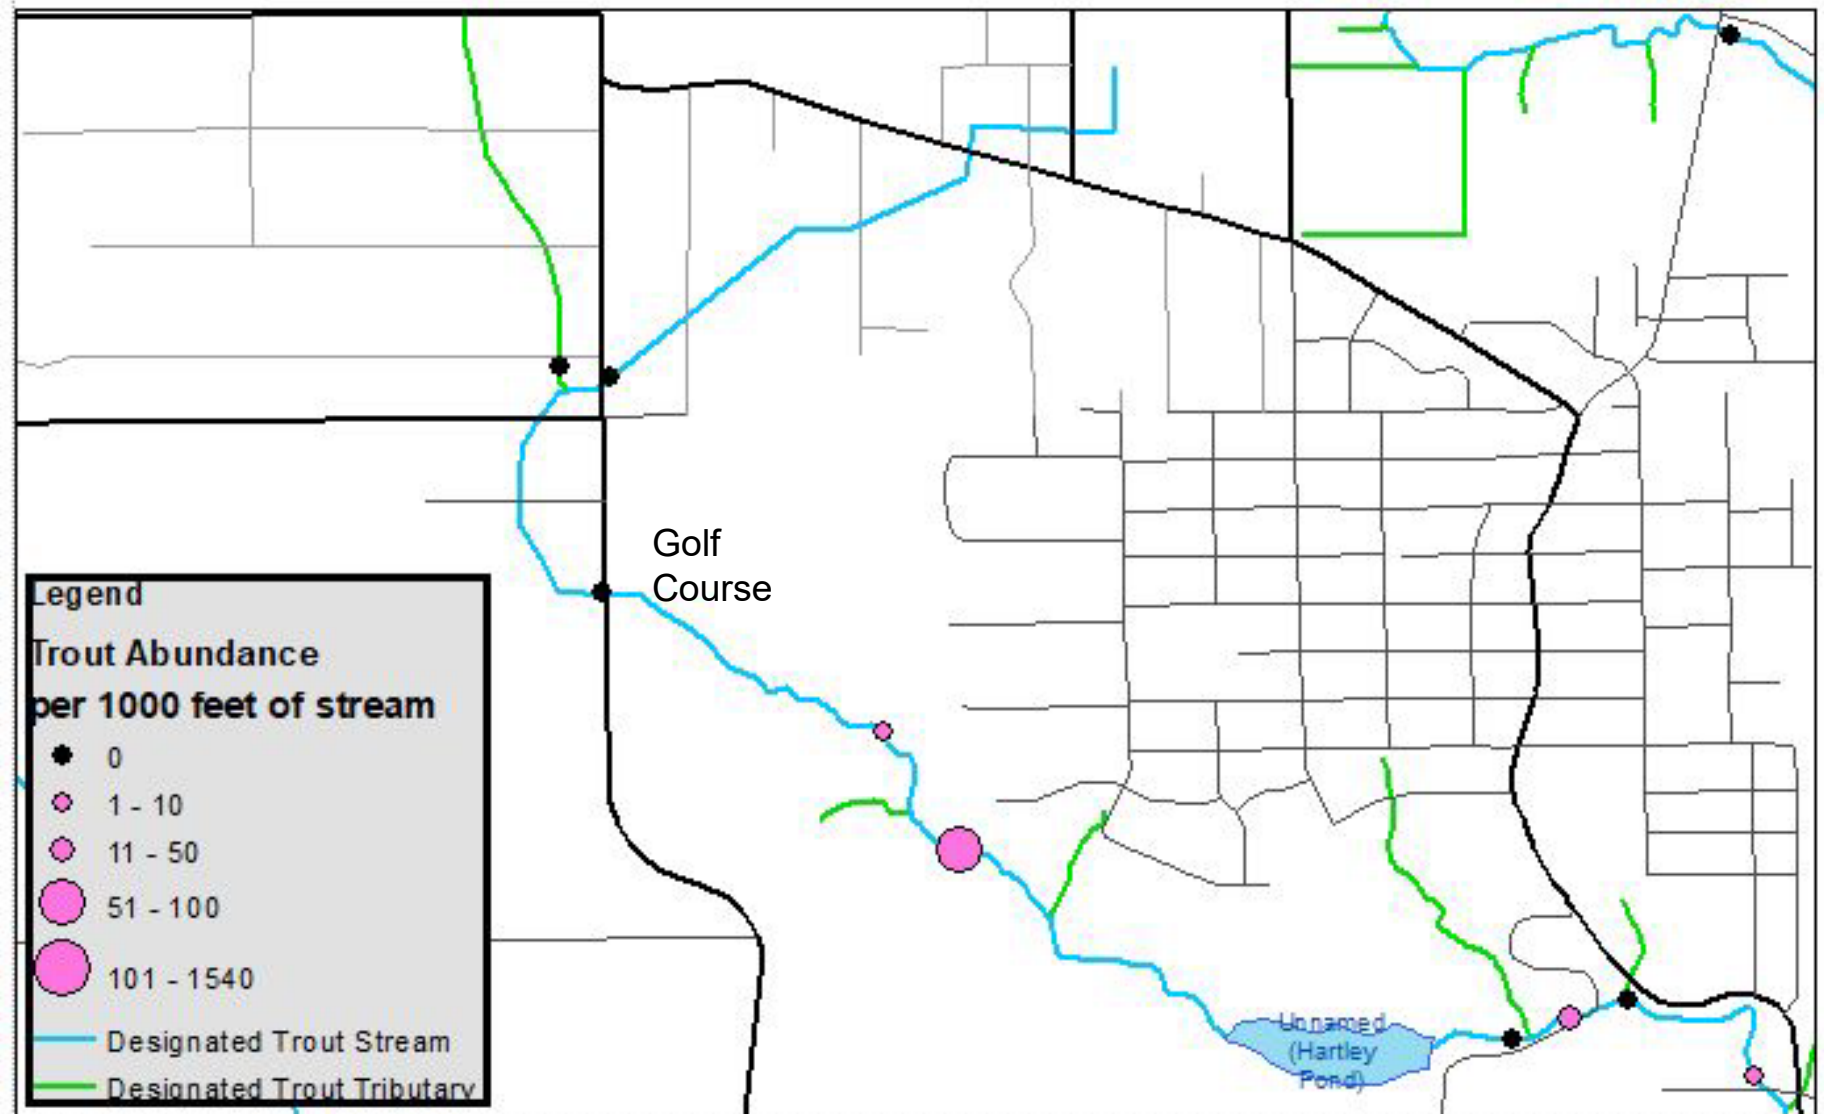 Golf
Course
Legend
Trout Abundance
per 1000 feet of stream
0
1 - 10
11 - 50
51 - 100
101 - 1540
Designated Trout Stream
Designated Trout Tributary
Unnamed
(Hartley
Pond)